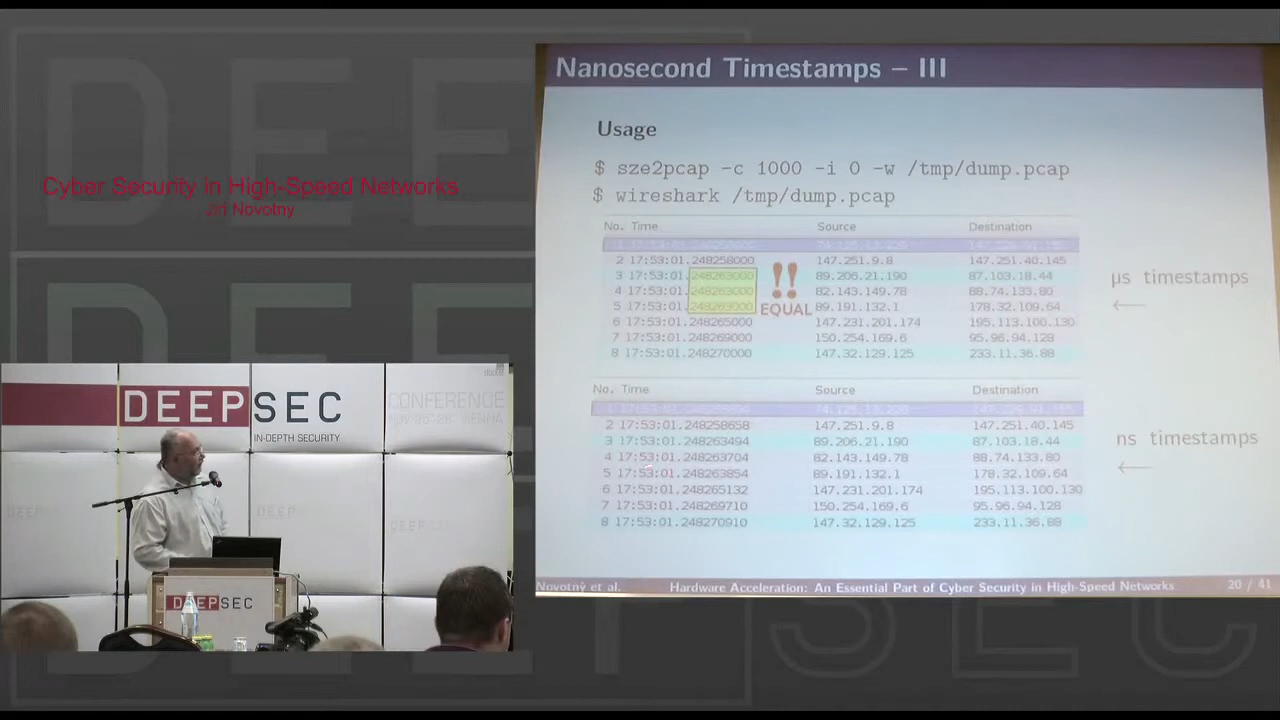 Cyber Security in High-Speed Networks
Jiří Novotny
DEEPSEC
IN-DEPTH SECURITY
CONFERENCE
DEEPSEC
Nanosecond Timestamps – III
Usage
$ sze2pcap -c 1000 -i 0 -w /tmp/dump.pcap
$ wireshark /tmp/dump.pcap
No. Time Source Destination
2 17:53:01.248258000 147.251.9.8 147.251.40.145
3 17:53:01.248263000 89.206.21.190 87.103.18.44
4 17:53:01.248263000 82.143.149.78 88.74.133.80
5 17:53:01.248263000 89.191.132.1 178.32.109.64
6 17:53:01.248265000 147.231.201.174 195.113.100.130
7 17:53:01.248269000 150.254.169.6 95.96.94.128
8 17:53:01.248270000 147.32.129.125 233.11.36.88
!!
EQUAL
µs timestamps
←
No. Time Source Destination
2 17:53:01.248258658 147.251.9.8 147.251.40.145
3 17:53:01.248263494 89.206.21.190 87.103.18.44
4 17:53:01.248263704 82.143.149.78 88.74.133.80
5 17:53:01.248263854 89.191.132.1 178.32.109.64
6 17:53:01.248265132 147.231.201.174 195.113.100.130
7 17:53:01.248269710 150.254.169.6 95.96.94.128
8 17:53:01.248270910 147.32.129.125 233.11.36.88
ns timestamps
←
Novotný et al. Hardware Acceleration: An Essential Part of Cyber Security in High-Speed Networks 20 / 41